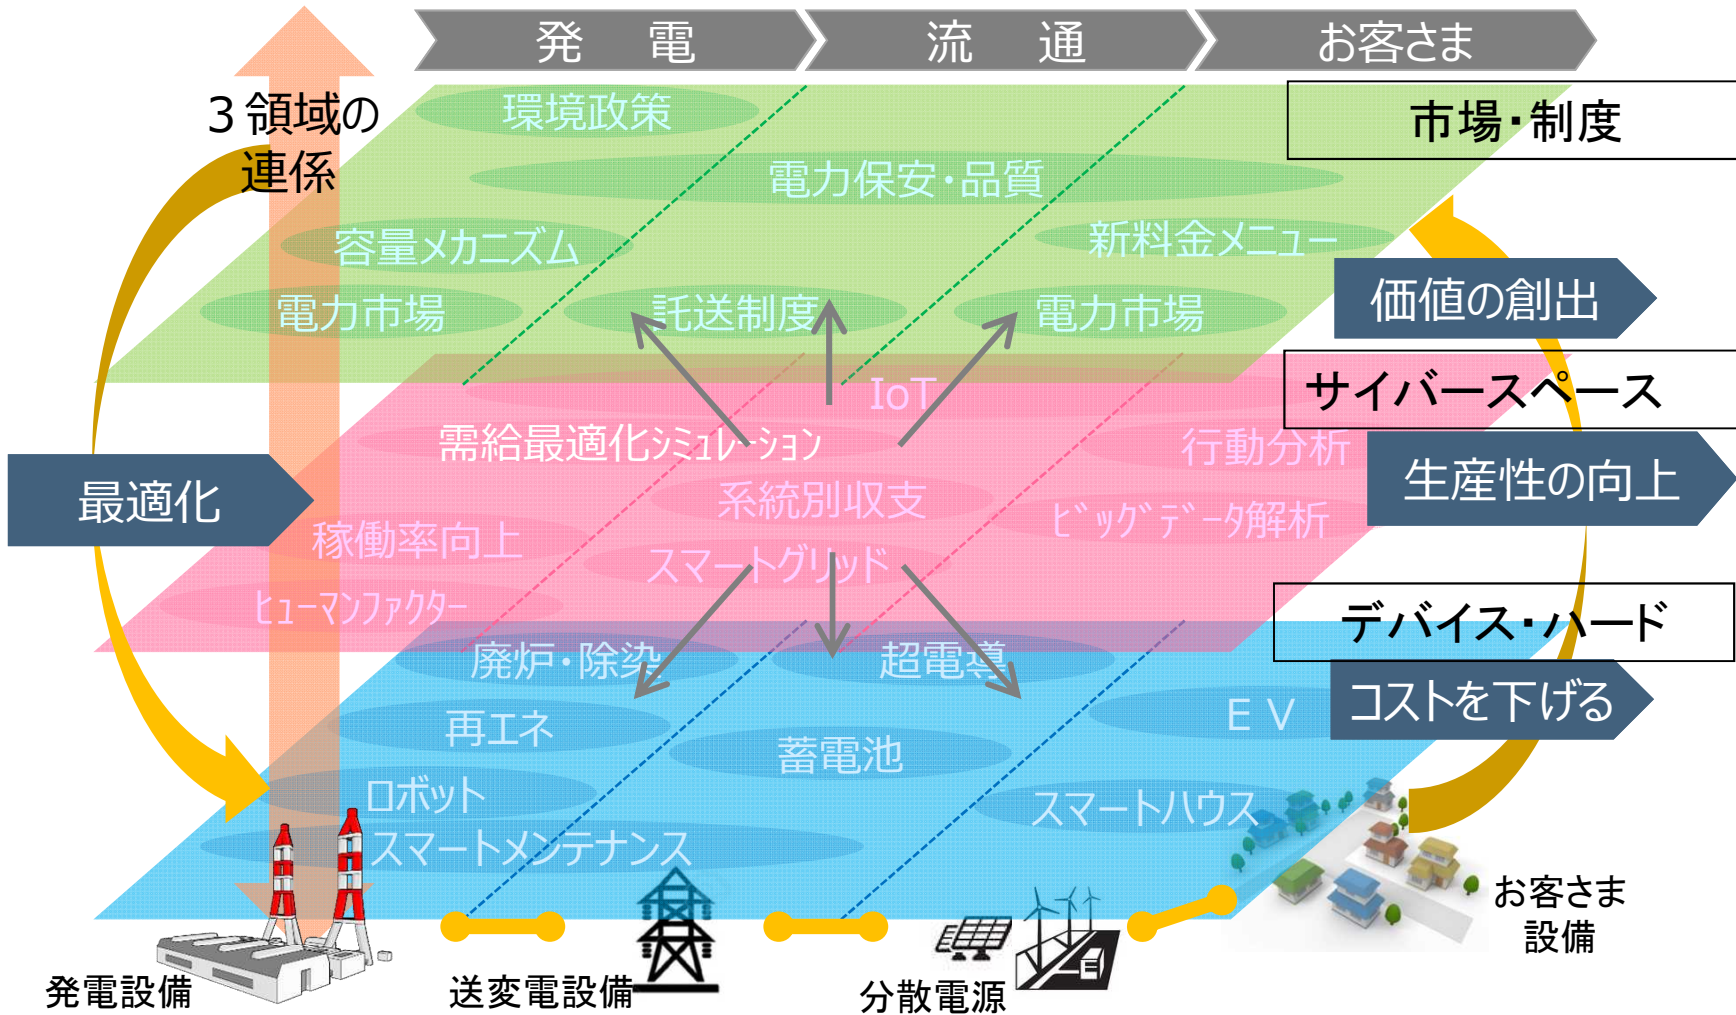 発　電
流　通
お客さま
３領域の
連係
環境政策
市場・制度
電力保安・品質
容量メカニズム
新料金メニュー
電力市場
託送制度
電力市場
価値の創出
IoT
サイバースペース
需給最適化ｼﾐｭﾚｰｼｮﾝ
行動分析
最適化
系統別収支
生産性の向上
稼働率向上
ﾋﾞｯｸﾞﾃﾞｰﾀ解析
スマートグリッド
ﾋｭｰﾏﾝﾌｧｸﾀｰ
デバイス・ハード
廃炉・除染
超電導
再エネ
ＥＶ
コストを下げる
蓄電池
ロボット
スマートハウス
スマートメンテナンス
お客さま
設備
発電設備
送変電設備
分散電源